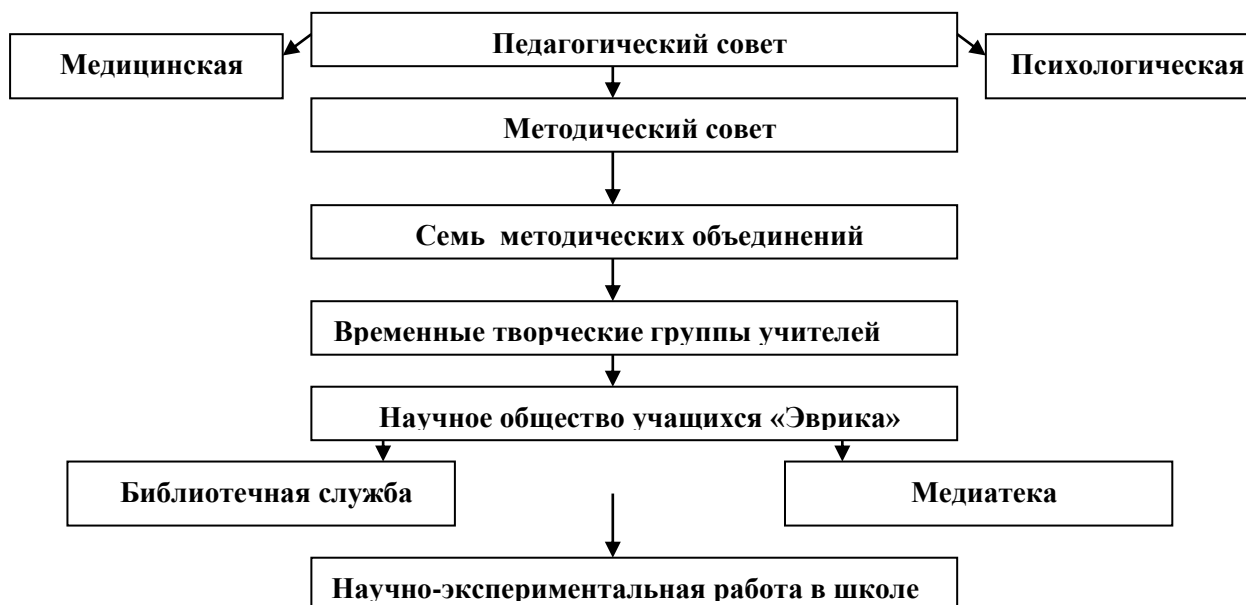 Педагогический совет
Медицинская
Психологическая
Методический совет
Семь методических объединений
Временные творческие группы учителей
Научное общество учащихся «Эврика»
Библиотечная служба
Медиатека
Научно-экспериментальная работа в школе